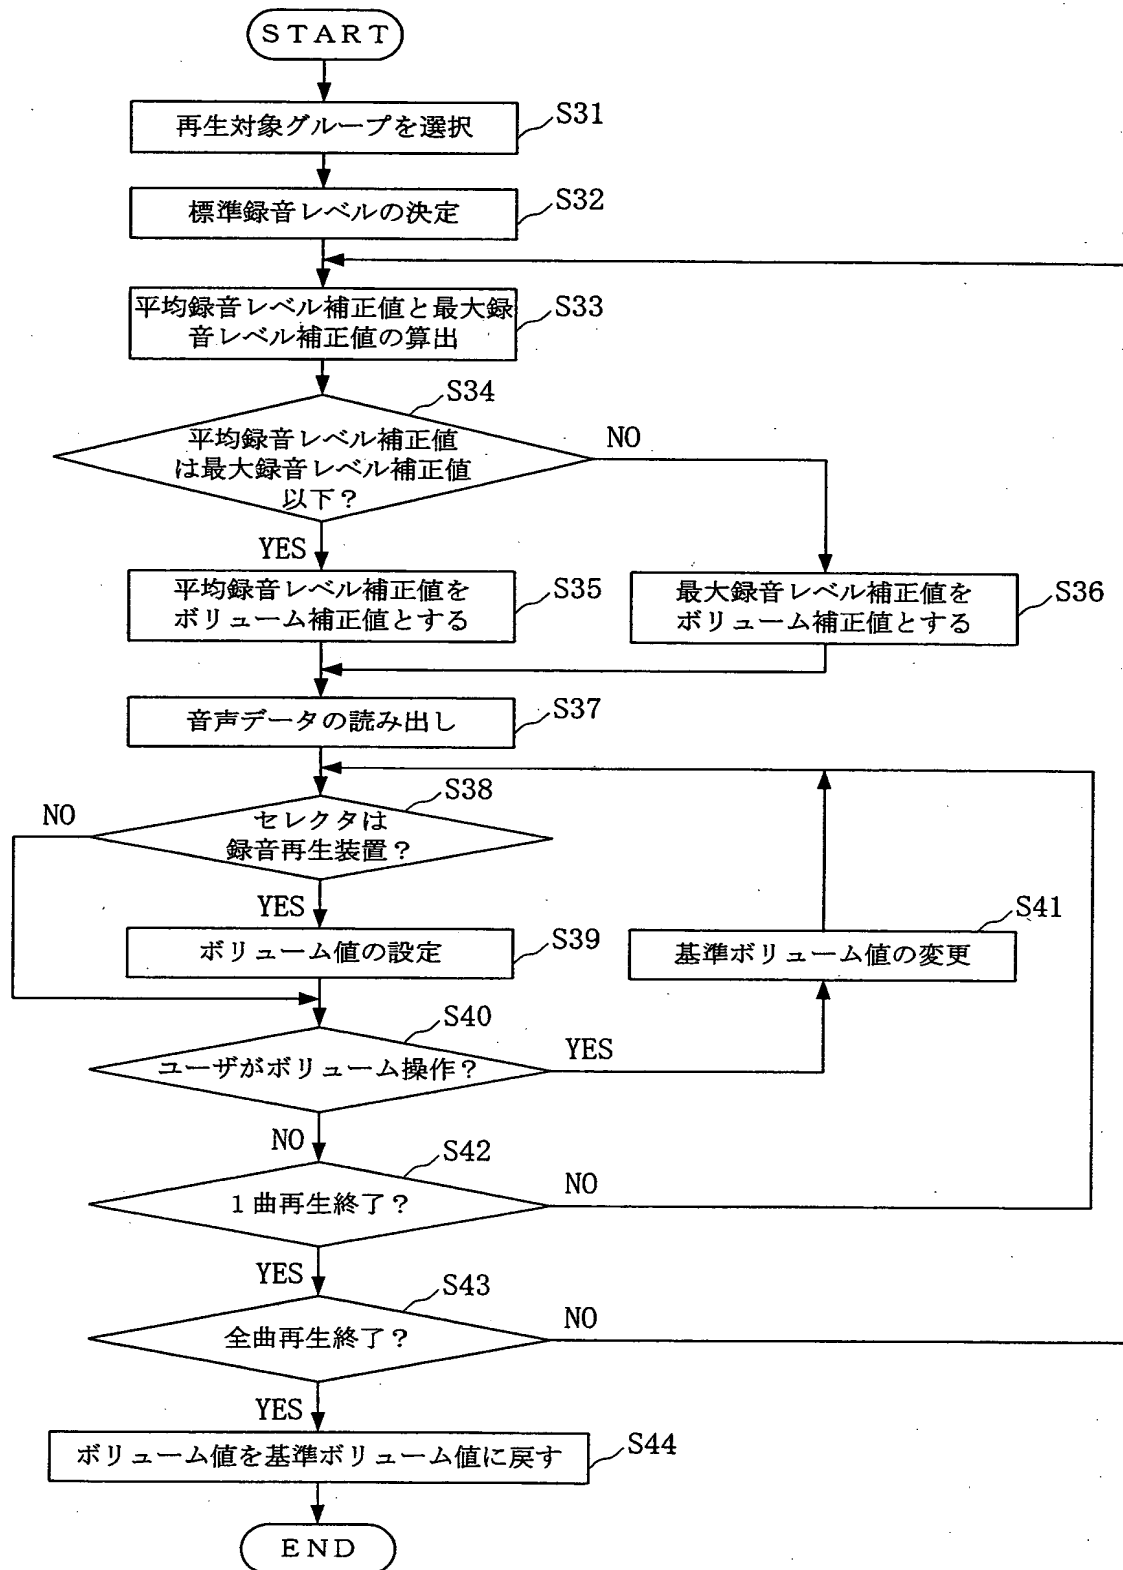 START
再生対象グループを選択
S31
標準録音レベルの決定
S32
平均録音レベル補正値と最大録
音レベル補正値の算出
S33
S34
平均録音レベル補正値
は最大録音レベル補正値
以下？
NO
YES
平均録音レベル補正値を
ボリューム補正値とする
S35
最大録音レベル補正値を
ボリューム補正値とする
S36
音声データの読み出し
S37
S38
NO
セレクタは
録音再生装置？
YES
ボリューム値の設定
S39
S41
基準ボリューム値の変更
S40
ユーザがボリューム操作？
YES
NO
S42
１曲再生終了？
NO
YES
S43
全曲再生終了？
NO
YES
ボリューム値を基準ボリューム値に戻す
S44
END